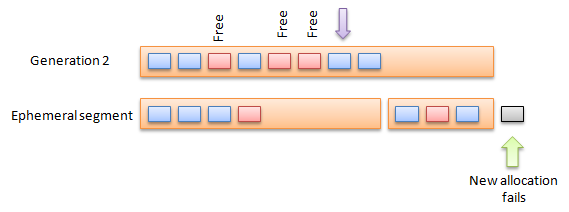 Free
Free
Free
Generation 2
Ephemeral segment
New allocation
fails